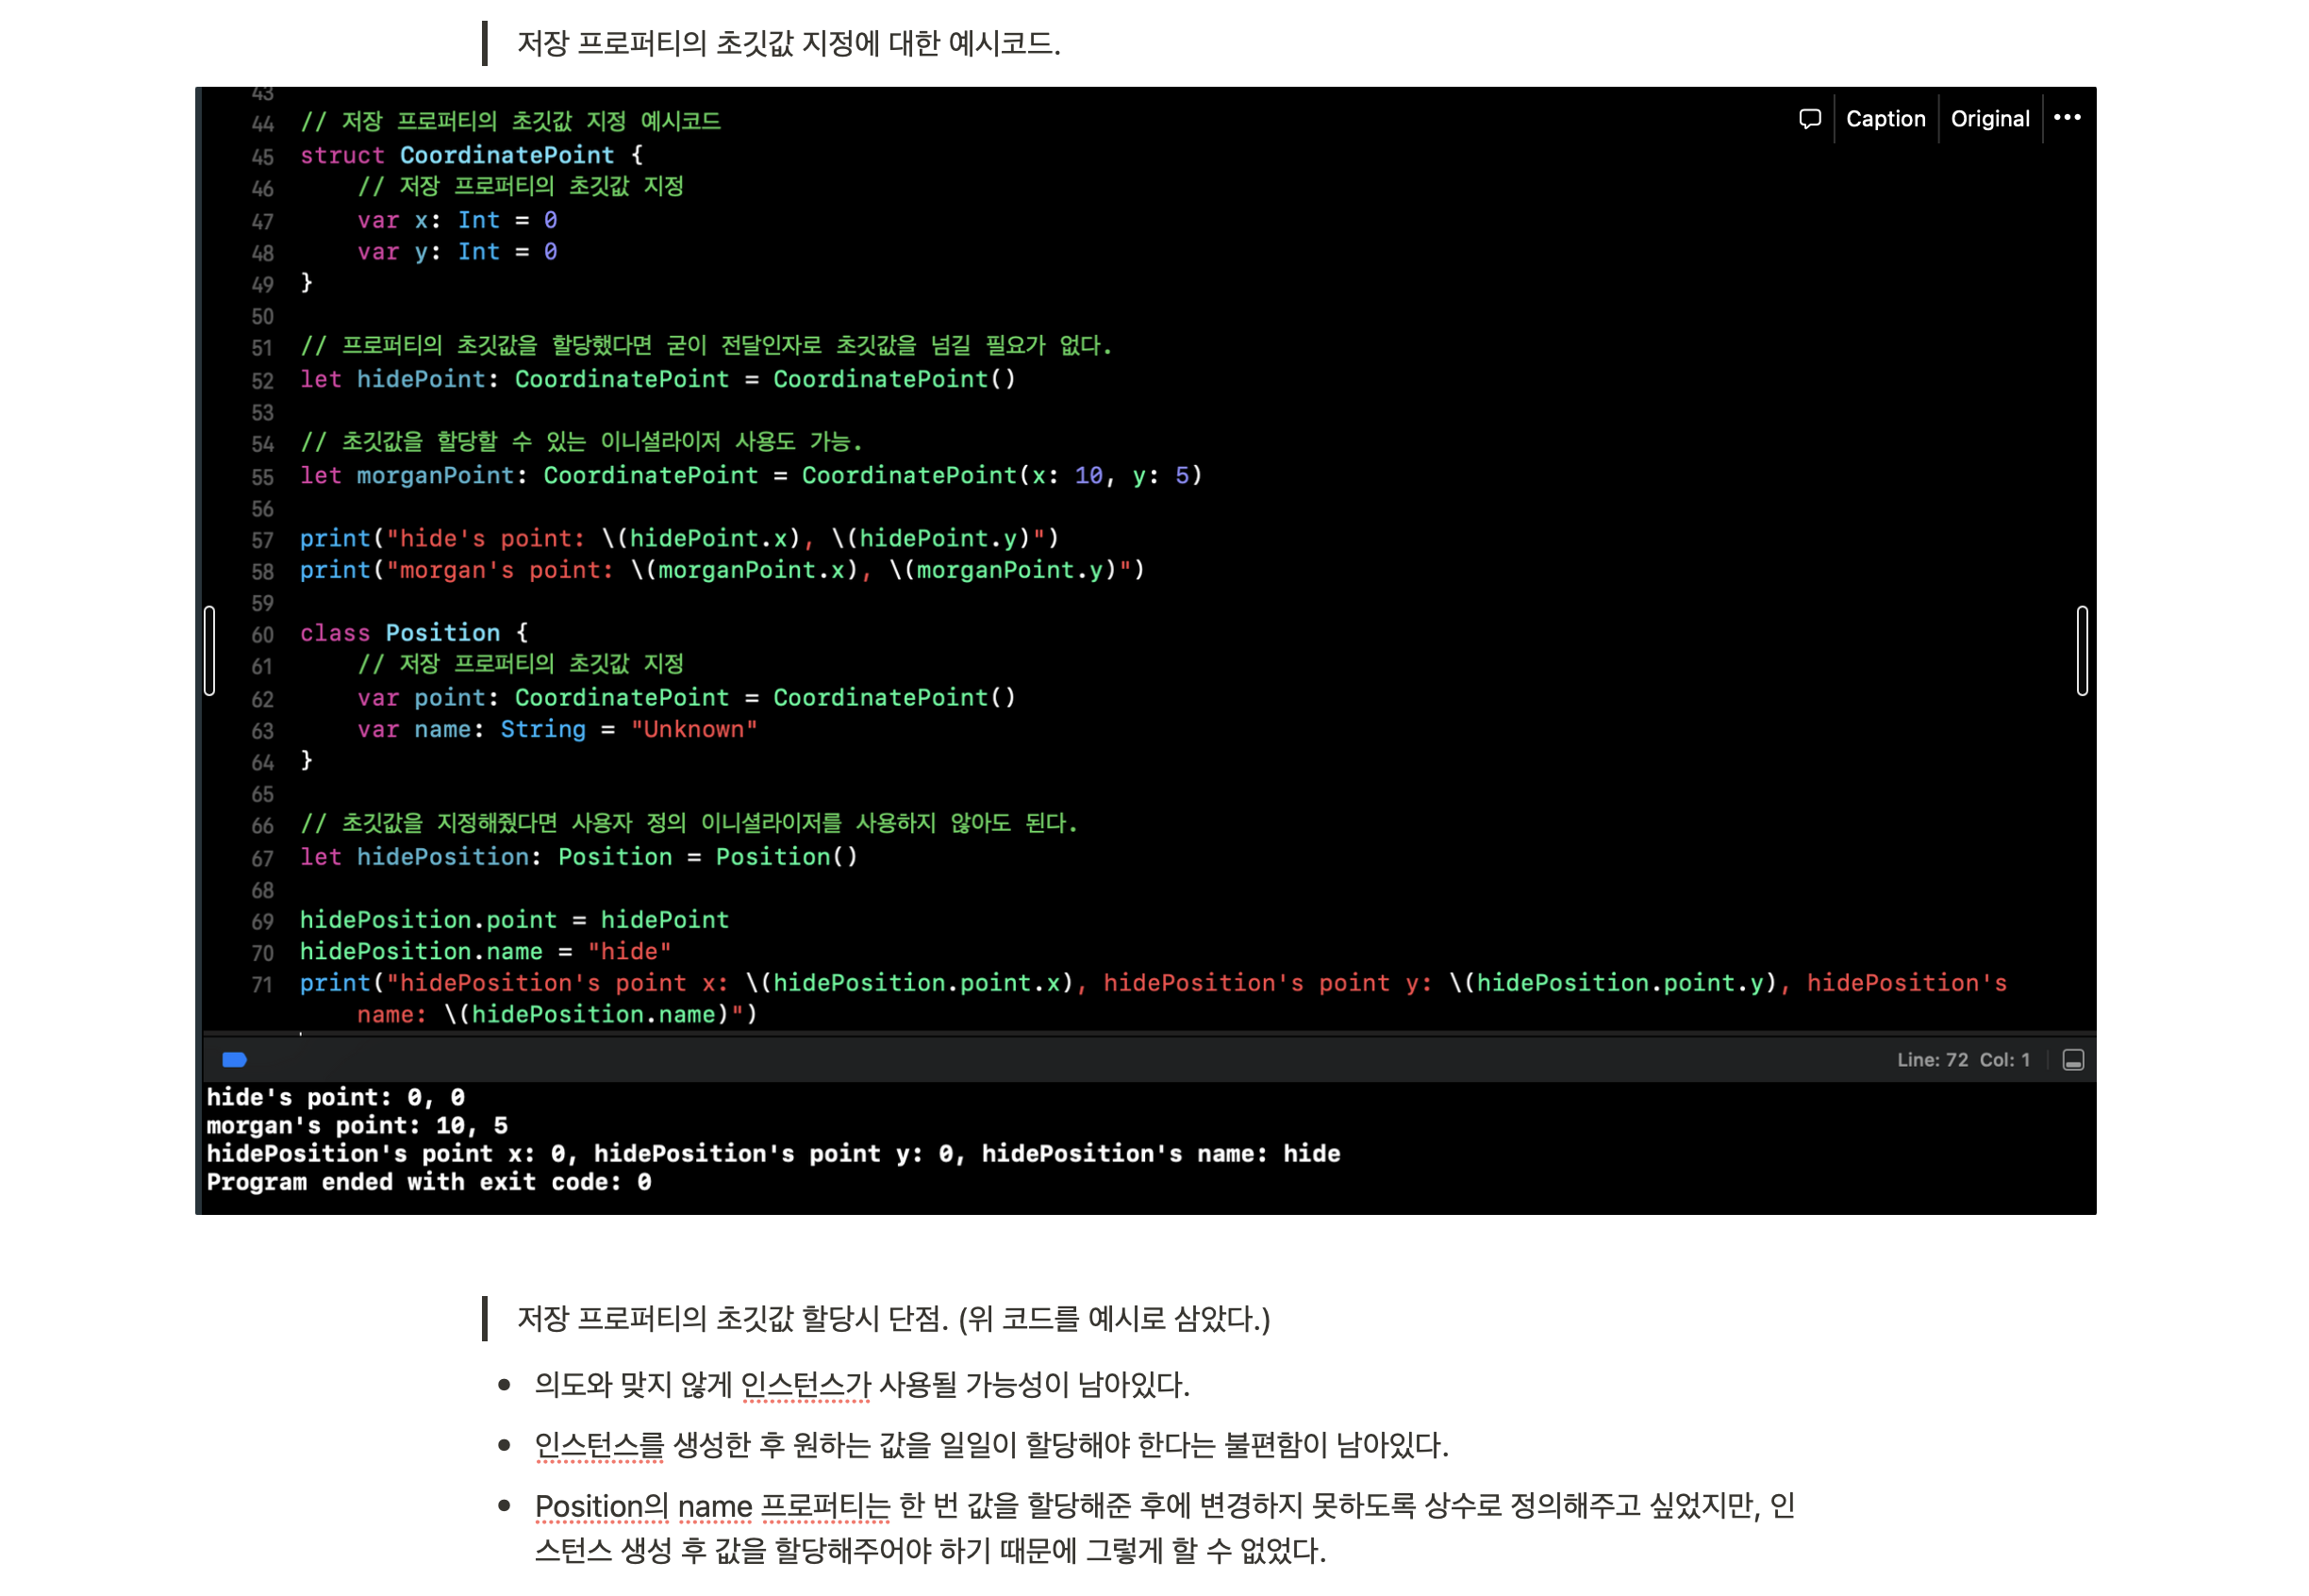 저장 프로퍼티의 초깃값 지정에 대한 예시코드.
Caption Original •••
43
44 // 저장 프로퍼티의 초깃값 지정 예시코드
45 struct CoordinatePoint {
46     // 저장 프로퍼티의 초깃값 지정
47     var x: Int = 0
48     var y: Int = 0
49 }
50
51 // 프로퍼티의 초깃값을 할당했다면 굳이 전달인자로 초깃값을 넘길 필요가 없다.
52 let hidePoint: CoordinatePoint = CoordinatePoint()
53
54 // 초깃값을 할당할 수 있는 이니셜라이저 사용도 가능.
55 let morganPoint: CoordinatePoint = CoordinatePoint(x: 10, y: 5)
56
57 print("hide's point: \(hidePoint.x), \(hidePoint.y)")
58 print("morgan's point: \(morganPoint.x), \(morganPoint.y)")
59
60 class Position {
61     // 저장 프로퍼티의 초깃값 지정
62     var point: CoordinatePoint = CoordinatePoint()
63     var name: String = "Unknown"
64 }
65
66 // 초깃값을 지정해줬다면 사용자 정의 이니셜라이저를 사용하지 않아도 된다.
67 let hidePosition: Position = Position()
68
69 hidePosition.point = hidePoint
70 hidePosition.name = "hide"
71 print("hidePosition's point x: \(hidePosition.point.x), hidePosition's point y: \(hidePosition.point.y), hidePosition's
    name: \(hidePosition.name)")
Line: 72 Col: 1
hide's point: 0, 0
morgan's point: 10, 5
hidePosition's point x: 0, hidePosition's point y: 0, hidePosition's name: hide
Program ended with exit code: 0
저장 프로퍼티의 초깃값 할당시 단점. (위 코드를 예시로 삼았다.)
• 의도와 맞지 않게 인스턴스가 사용될 가능성이 남아있다.
• 인스턴스를 생성한 후 원하는 값을 일일이 할당해야 한다는 불편함이 남아있다.
• Position의 name 프로퍼티는 한 번 값을 할당해준 후에 변경하지 못하도록 상수로 정의해주고 싶었지만, 인
스턴스 생성 후 값을 할당해주어야 하기 때문에 그렇게 할 수 없었다.